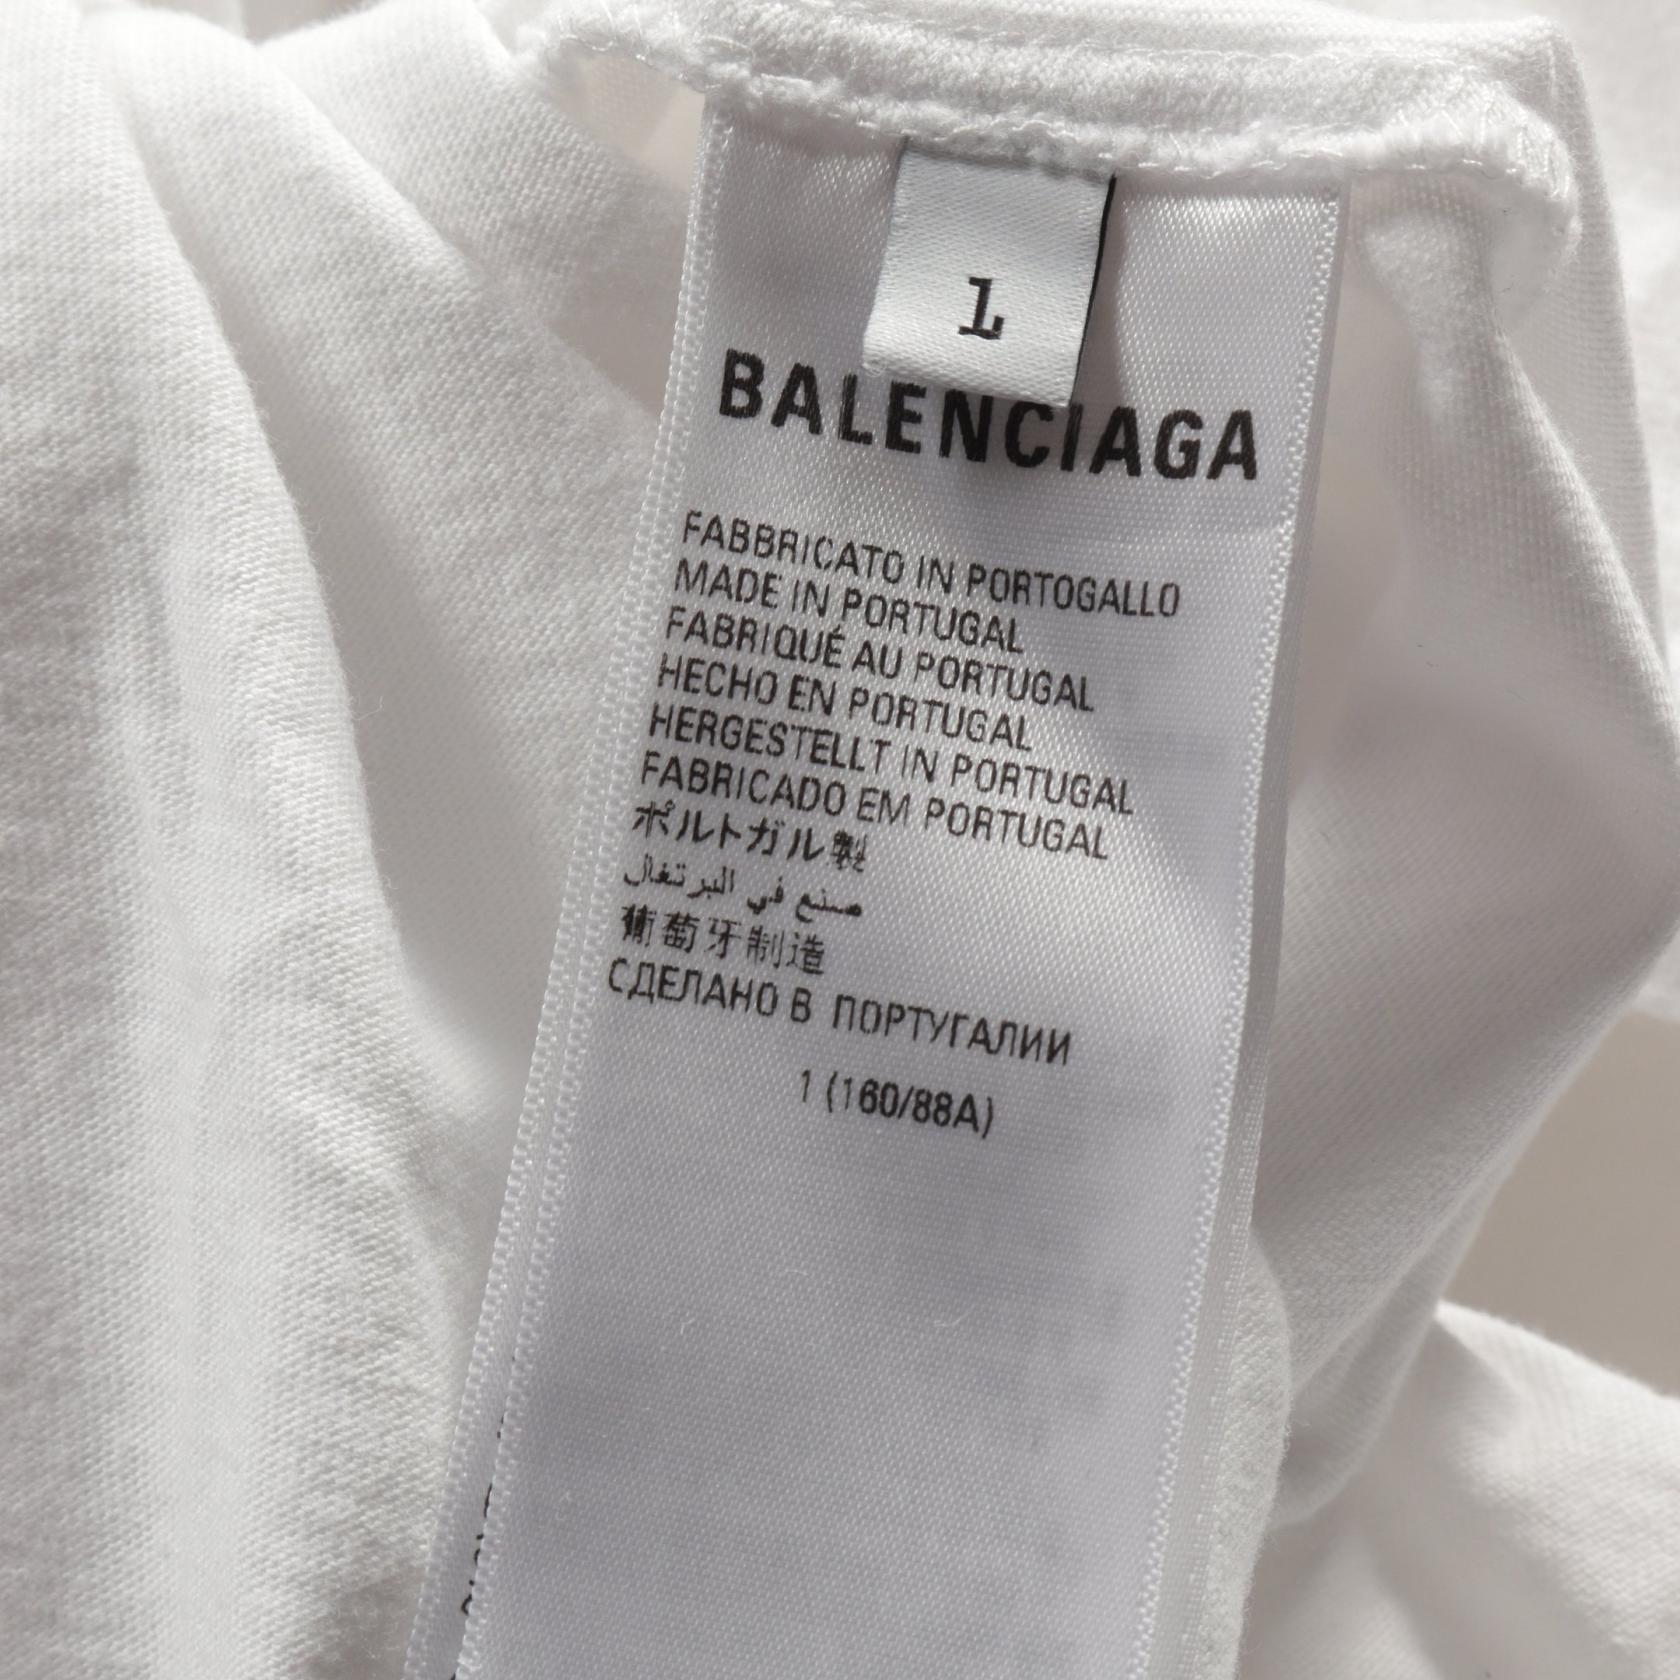 1
BALENCIAGA
FABBRICATO IN PORTOGALLO
MADE IN PORTUGAL
FABRIQUÉ AU PORTUGAL
HECHO EN PORTUGAL
HERGESTELLT IN PORTUGAL
FABRICADO EM PORTUGAL
ポルトガル製
صنع في البرتغال
葡萄牙制造
СДЕЛАНО В ПОРТУГАЛИИ
1 (160/88A)